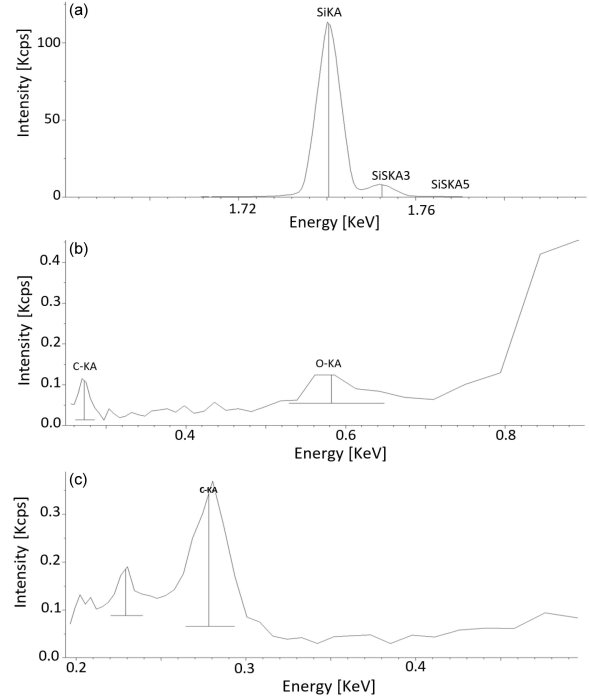 (a)
SiKA
100
50
0
SiSKA3
SiSKA5
1.72
1.76
Intensity [Kcps]
Energy [KeV]
(b)
0.4
0.3
0.2
0.1
0.0
C-KA
O-KA
0.4
0.6
0.8
Intensity [Kcps]
Energy [KeV]
(c)
C-KA
0.3
0.2
0.1
0.0
0.2
0.3
0.4
Intensity [Kcps]
Energy [KeV]